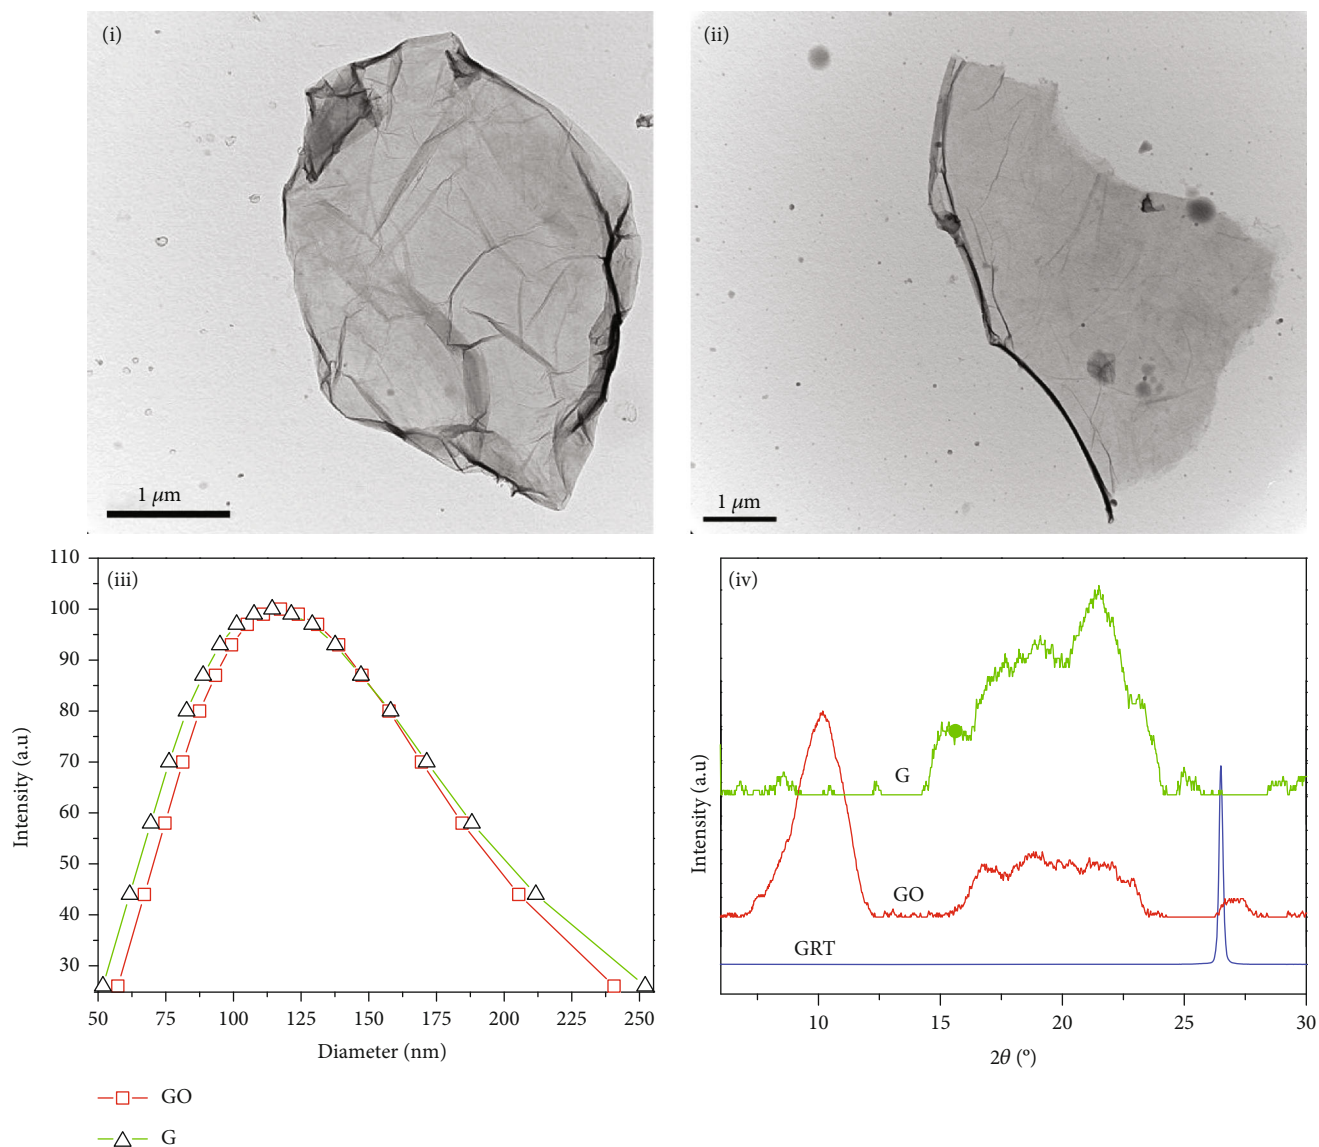 (i)
1 μm
(ii)
1 μm
(iii)
110
100
90
80
70
60
50
40
30
Intensity (a.u)
50
75
100
125
150
175
200
225
250
Diameter (nm)
GO
G
(iv)
G
GO
GRT
Intensity (a.u)
10
15
20
25
30
2θ (°)